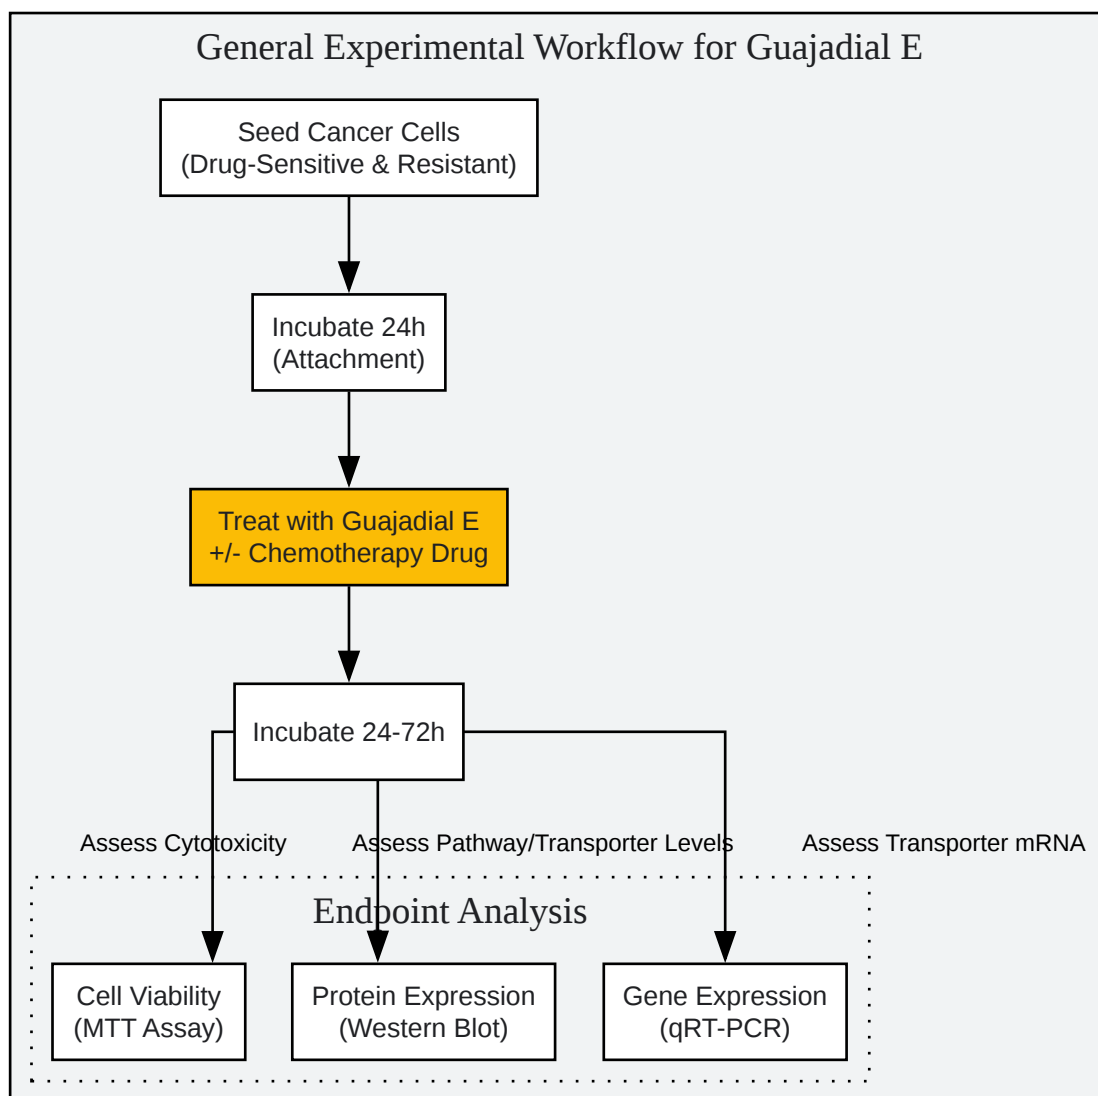 General Experimental Workflow for Guajadial E
Seed Cancer Cells
(Drug-Sensitive & Resistant)
Incubate 24h
(Attachment)
Treat with Guajadial E
+/- Chemotherapy Drug
Incubate 24-72h
Assess Cytotoxicity
Assess Pathway/Transporter Levels
Assess Transporter mRNA
Endpoint Analysis
Cell Viability
(MTT Assay)
Protein Expression
(Western Blot)
Gene Expression
(qRT-PCR)